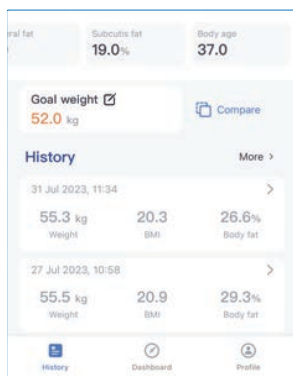 ral fat Subcutis fat Body age
19.0% 37.0
Goal weight
52.0 kg Compare
History More >
31 Jul 2023, 11:34 >
55.3 kg 20.3 26.6%
Weight BMI Body fat
27 Jul 2023, 10:58 >
55.5 kg 20.9 29.3%
Weight BMI Body fat
History Dashboard Profile